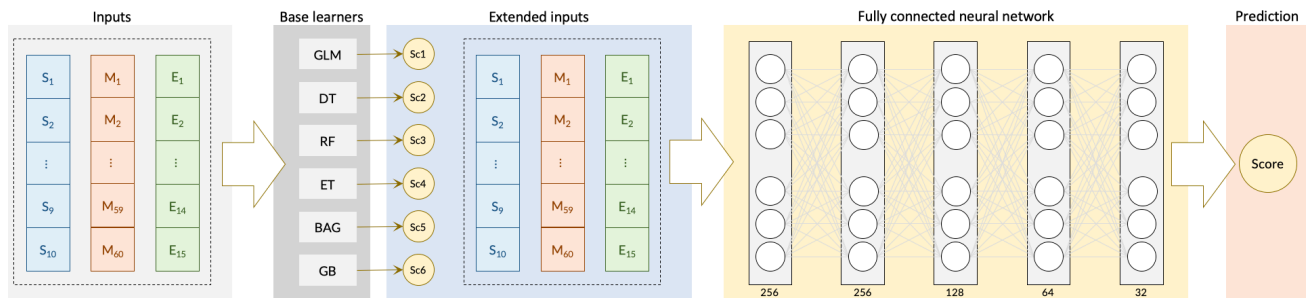 Inputs
Base learners
Extended inputs
Fully connected neural network
Prediction
S1
S2
⋮
S9
S10
M1
M2
⋮
M59
M60
E1
E2
⋮
E14
E15
GLM
DT
RF
ET
BAG
GB
Sc1
Sc2
Sc3
Sc4
Sc5
Sc6
S1
S2
⋮
S9
S10
M1
M2
⋮
M59
M60
E1
E2
⋮
E14
E15
256
256
128
64
32
Score